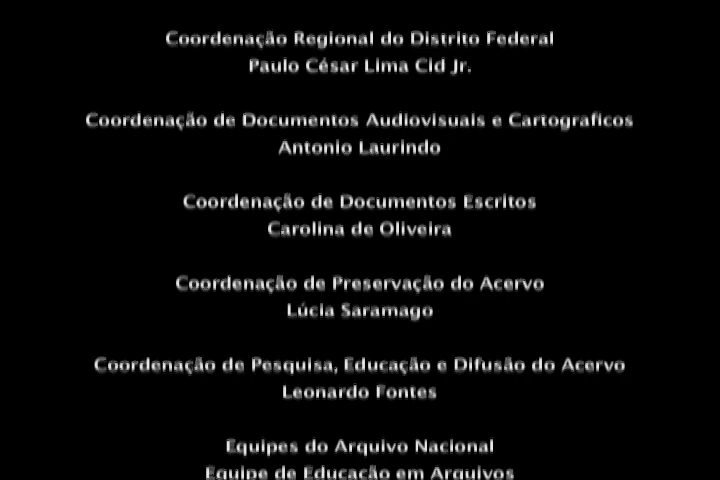 Coordenação Regional do Distrito Federal
Paulo César Lima Cid Jr.
Coordenação de Documentos Audiovisuais e Cartograficos
Antonio Laurindo
Coordenação de Documentos Escritos
Carolina de Oliveira
Coordenação de Preservação do Acervo
Lúcia Saramago
Coordenação de Pesquisa, Educação e Difusão do Acervo
Leonardo Fontes
Equipes do Arquivo Nacional
Equipe de Educação em Arquivos